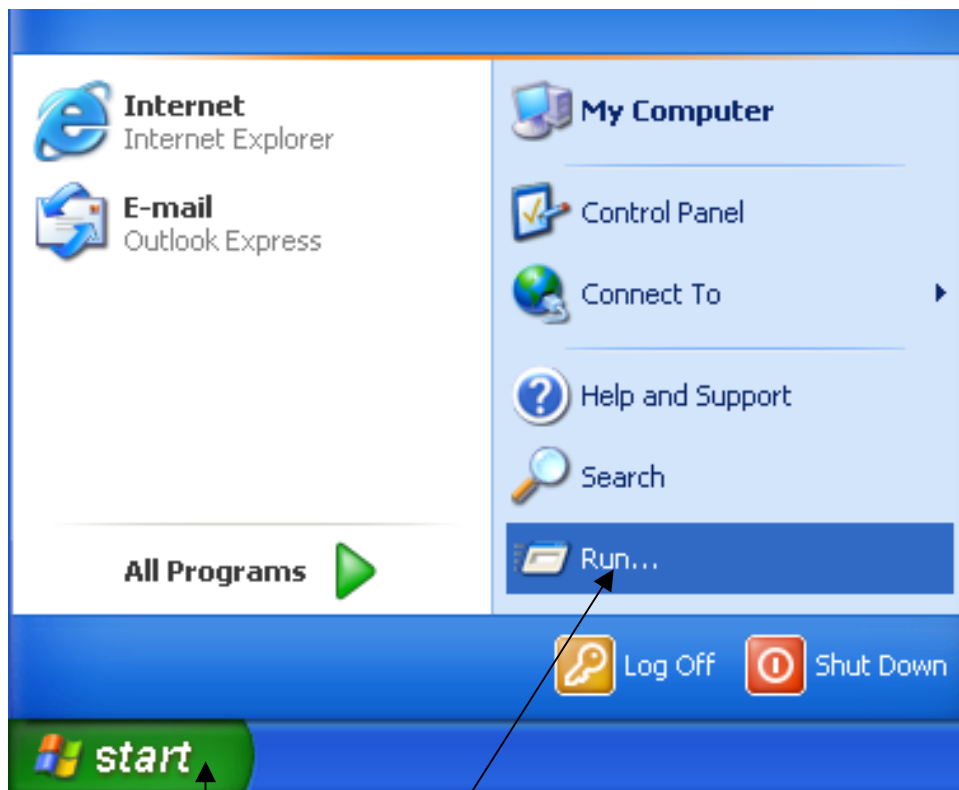 Internet
Internet Explorer
E-mail
Outlook Express
All Programs
My Computer
Control Panel
Connect To
Help and Support
Search
Run...
Log Off
Shut Down
start